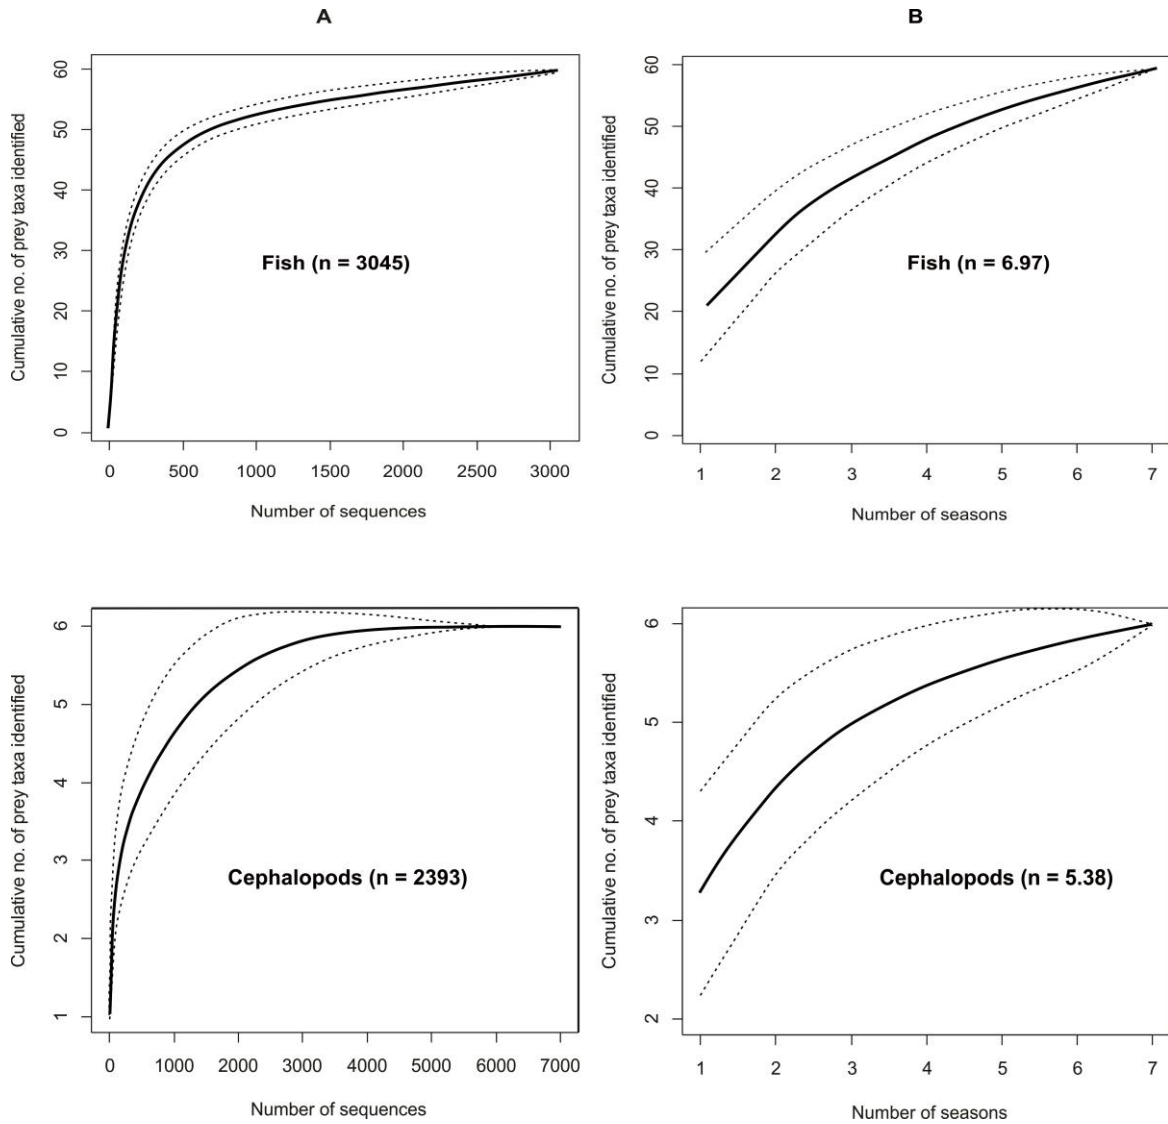 A
Cumulative no. of prey taxa identified
60
50
40
30
20
10
0
Fish (n = 3045)
0 500 1000 1500 2000 2500 3000
Number of sequences
B
Cumulative no. of prey taxa identified
60
50
40
30
20
10
0
Fish (n = 6.97)
1 2 3 4 5 6 7
Number of seasons
Cumulative no. of prey taxa identified
6
5
4
3
2
1
Cephalopods (n = 2393)
0 1000 2000 3000 4000 5000 6000 7000
Number of sequences
Cumulative no. of prey taxa identified
6
5
4
3
2
Cephalopods (n = 5.38)
1 2 3 4 5 6 7
Number of seasons